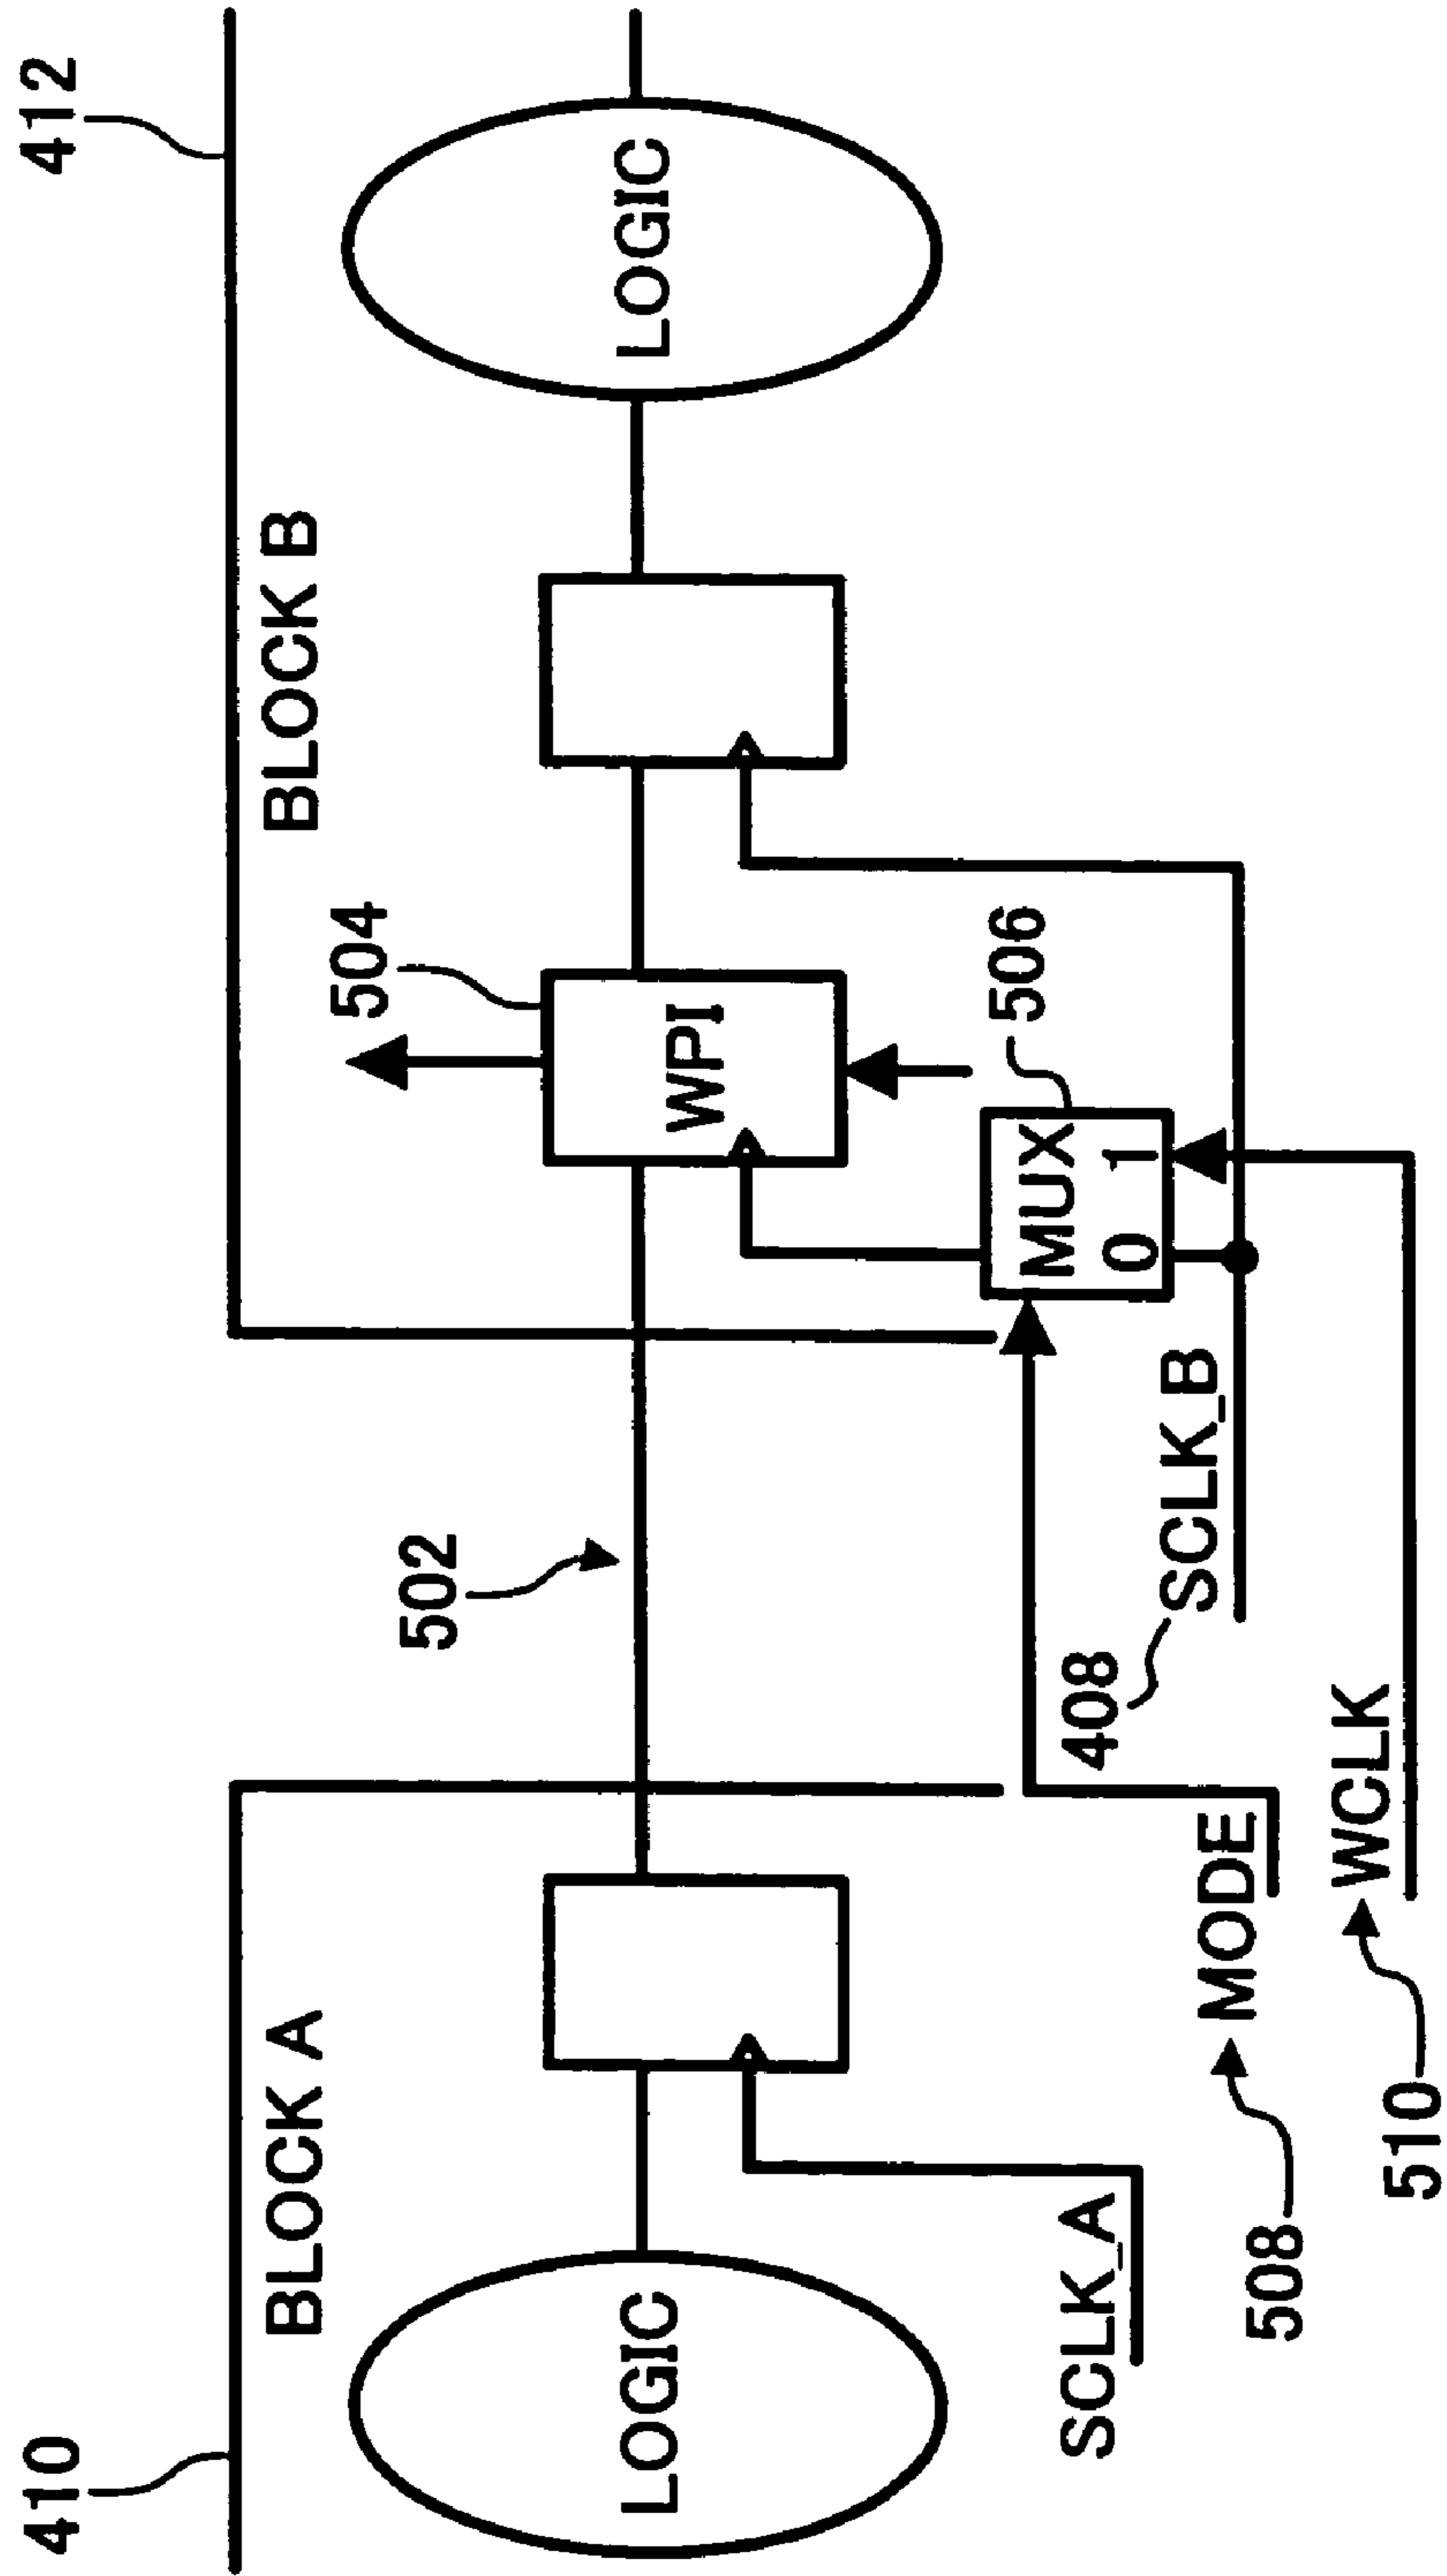 410
412
BLOCK A
BLOCK B
502
504
LOGIC
WPI
LOGIC
506
MUX
0 1
SCLK_A
408
SCLK_B
MODE
508
WCLK
510